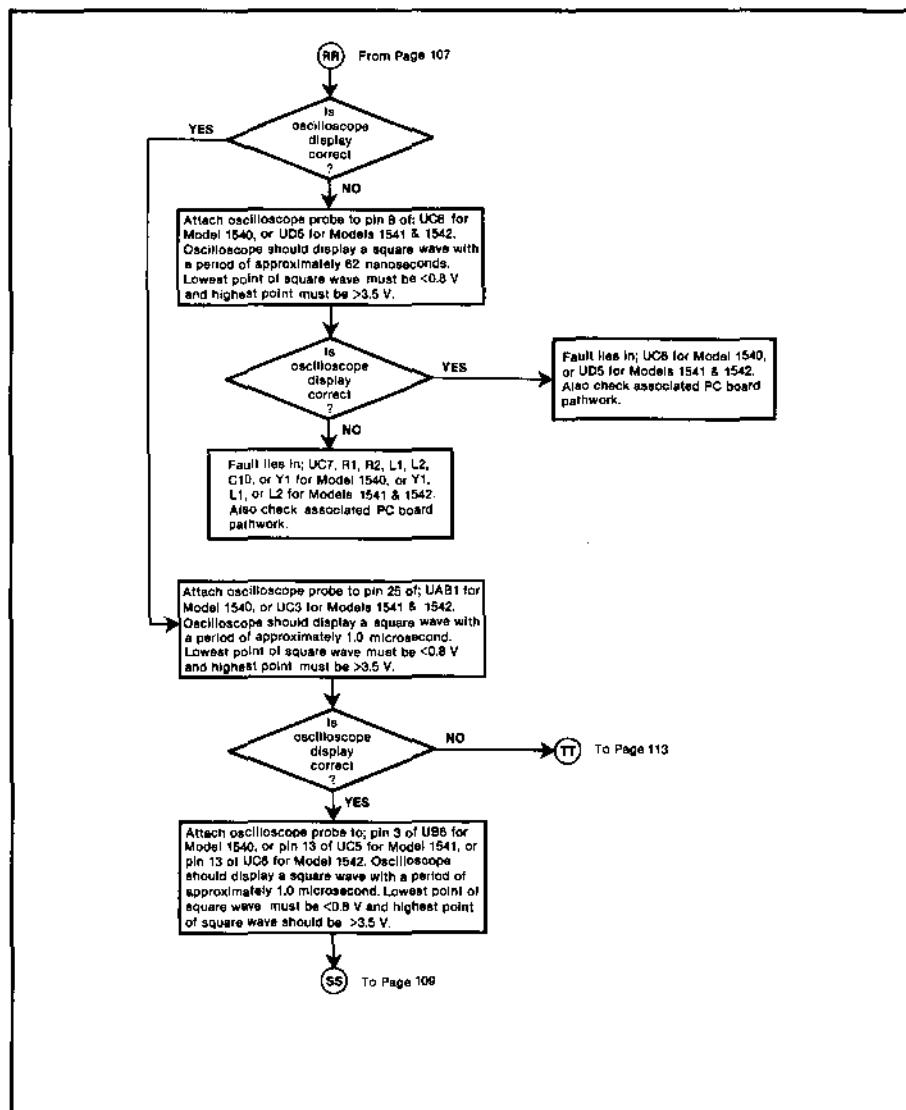 RR From Page 107
Is
oscilloscope
display
correct
?
YES
NO
Attach oscilloscope probe to pin 8 of; UC6 for
Model 1540, or UD5 for Models 1541 & 1542.
Oscilloscope should display a square wave with
a period of approximately 62 nanoseconds.
Lowest point of square wave must be <0.8 V
and highest point must be >3.5 V.
Is
oscilloscope
display
correct
?
YES
Fault lies in; UC6 for Model 1540,
or UD5 for Models 1541 & 1542.
Also check associated PC board
pathwork.
NO
Fault lies in; UC7, R1, R2, L1, L2,
C10, or Y1 for Model 1540, or Y1,
L1, or L2 for Models 1541 & 1542.
Also check associated PC board
pathwork.
Attach oscilloscope probe to pin 25 of; UAB1 for
Model 1540, or UC3 for Models 1541 & 1542.
Oscilloscope should display a square wave with
a period of approximately 1.0 microsecond.
Lowest point of square wave must be <0.8 V
and highest point must be >3.5 V.
Is
oscilloscope
display
correct
?
NO
TT To Page 113
YES
Attach oscilloscope probe to; pin 3 of UB6 for
Model 1540, or pin 13 of UC5 for Model 1541, or
pin 13 of UC6 for Model 1542. Oscilloscope
should display a square wave with a period of
approximately 1.0 microsecond. Lowest point of
square wave must be <0.8 V and highest point
of square wave should be >3.5 V.
SS To Page 109